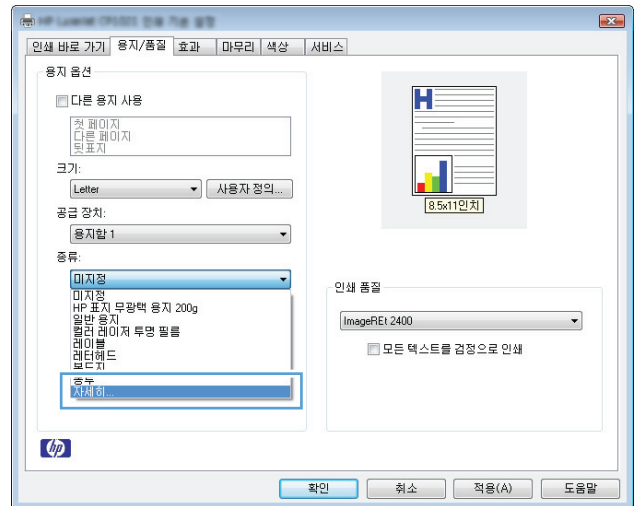 인쇄 바로 가기 용지/품질 효과 마무리 색상 서비스
용지 옵션
다른 용지 사용
첫 페이지
다른 페이지
뒷표지
크기:
Letter 사용자 정의...
공급 장치:
용지함 1
종류:
미지정
미지정
HP 표지 무광택 용지 200g
일반 용지
컬러 레이저 투명 필름
레이블
레터헤드
본드지
봉투
자세히...
H
8.5x11인치
인쇄 품질
ImageREt 2400
모든 텍스트를 검정으로 인쇄
hp
확인 취소 적용(A) 도움말